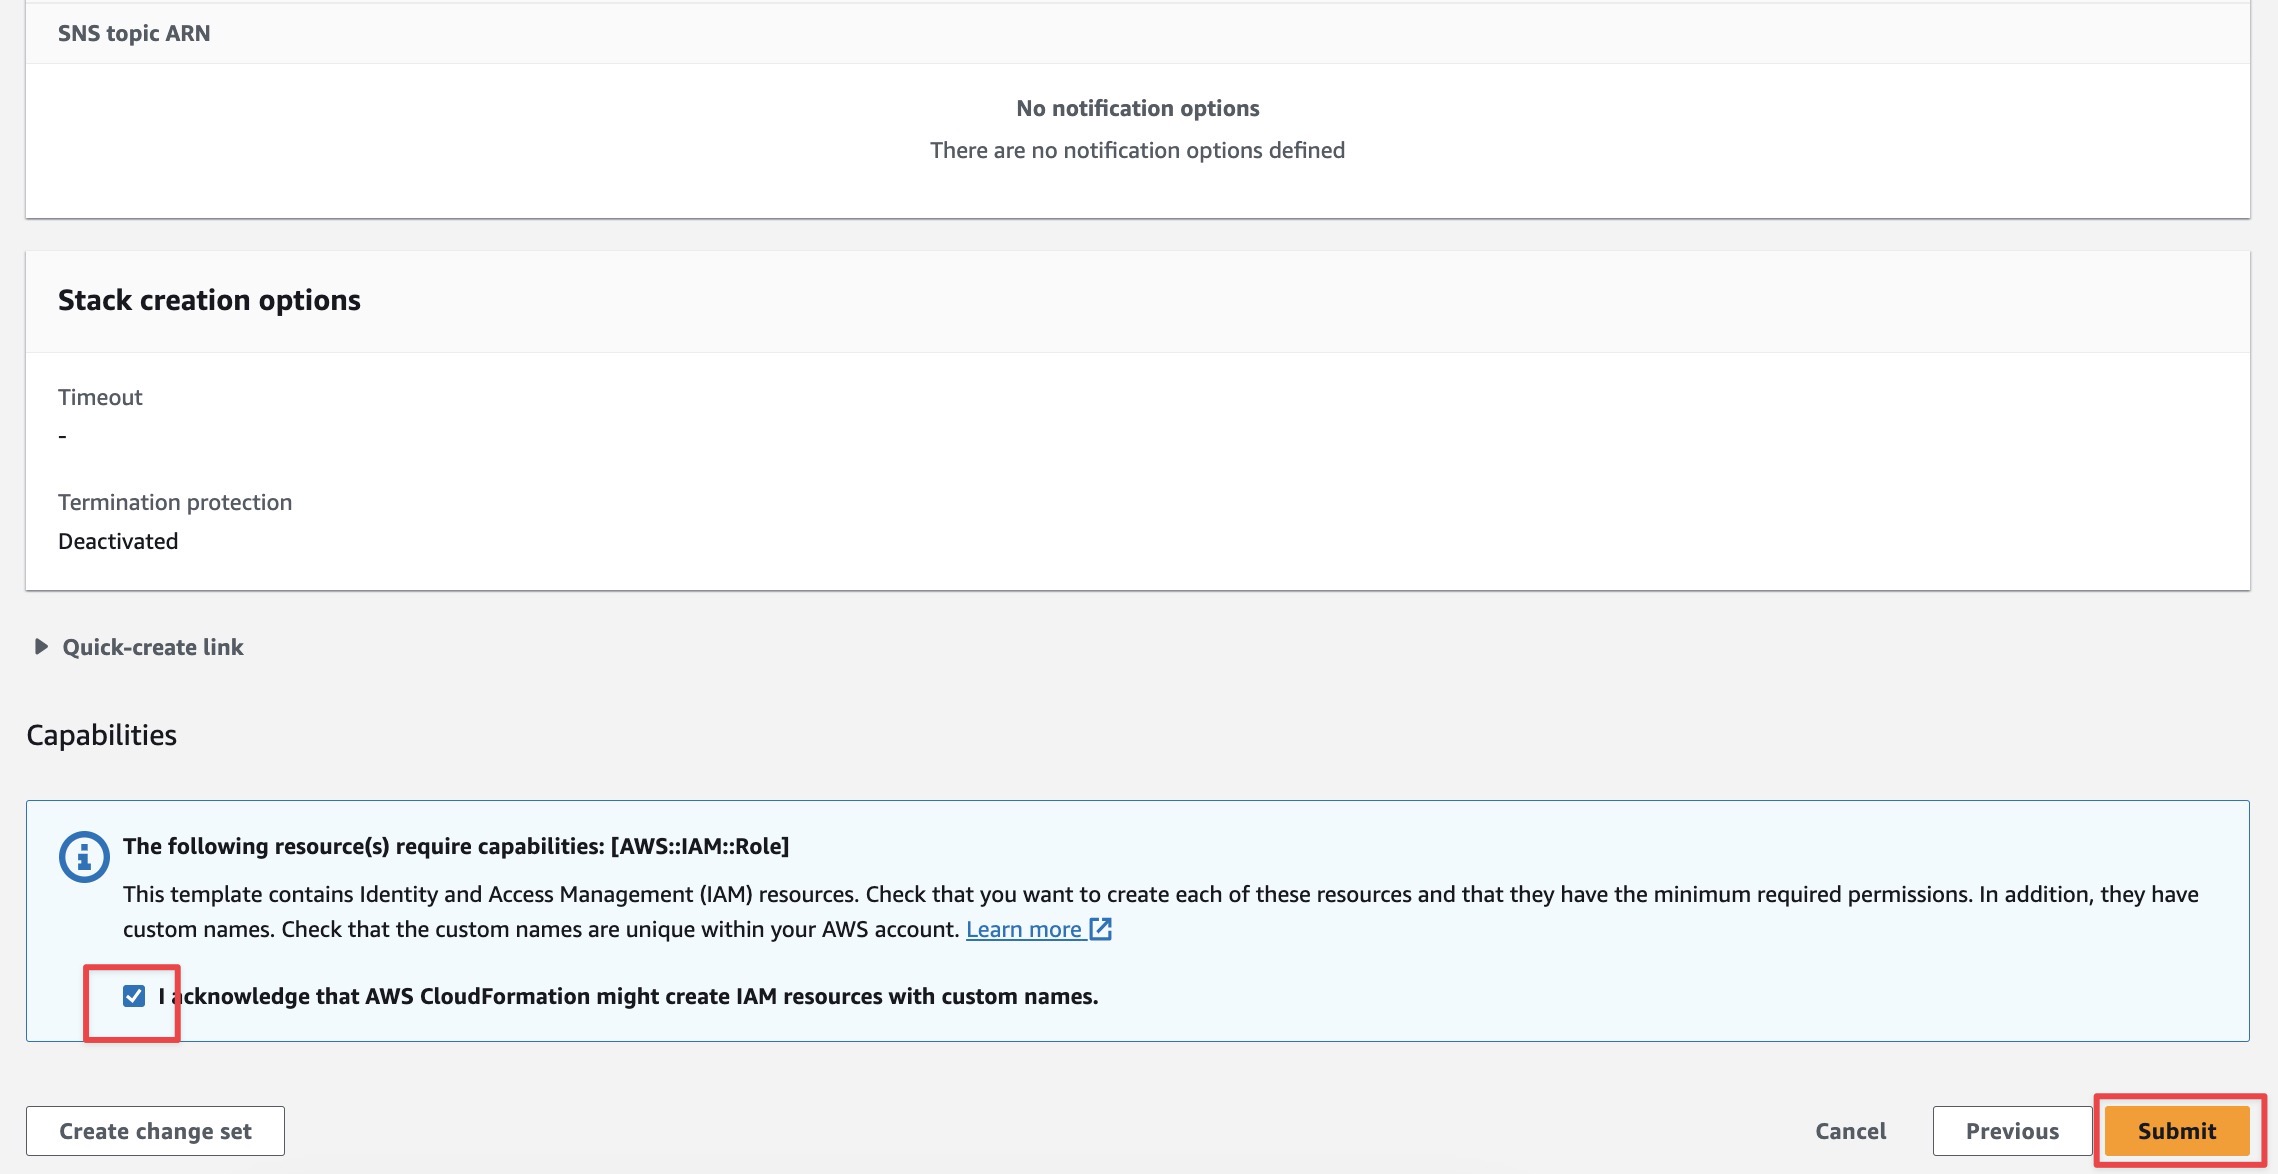 SNS topic ARN
No notification options
There are no notification options defined
Stack creation options
Timeout
-
Termination protection
Deactivated
Quick-create link
Capabilities
The following resource(s) require capabilities: [AWS::IAM::Role]
This template contains Identity and Access Management (IAM) resources. Check that you want to create each of these resources and that they have the minimum required permissions. In addition, they have
custom names. Check that the custom names are unique within your AWS account. Learn more
I acknowledge that AWS CloudFormation might create IAM resources with custom names.
Create change set
Cancel
Previous
Submit